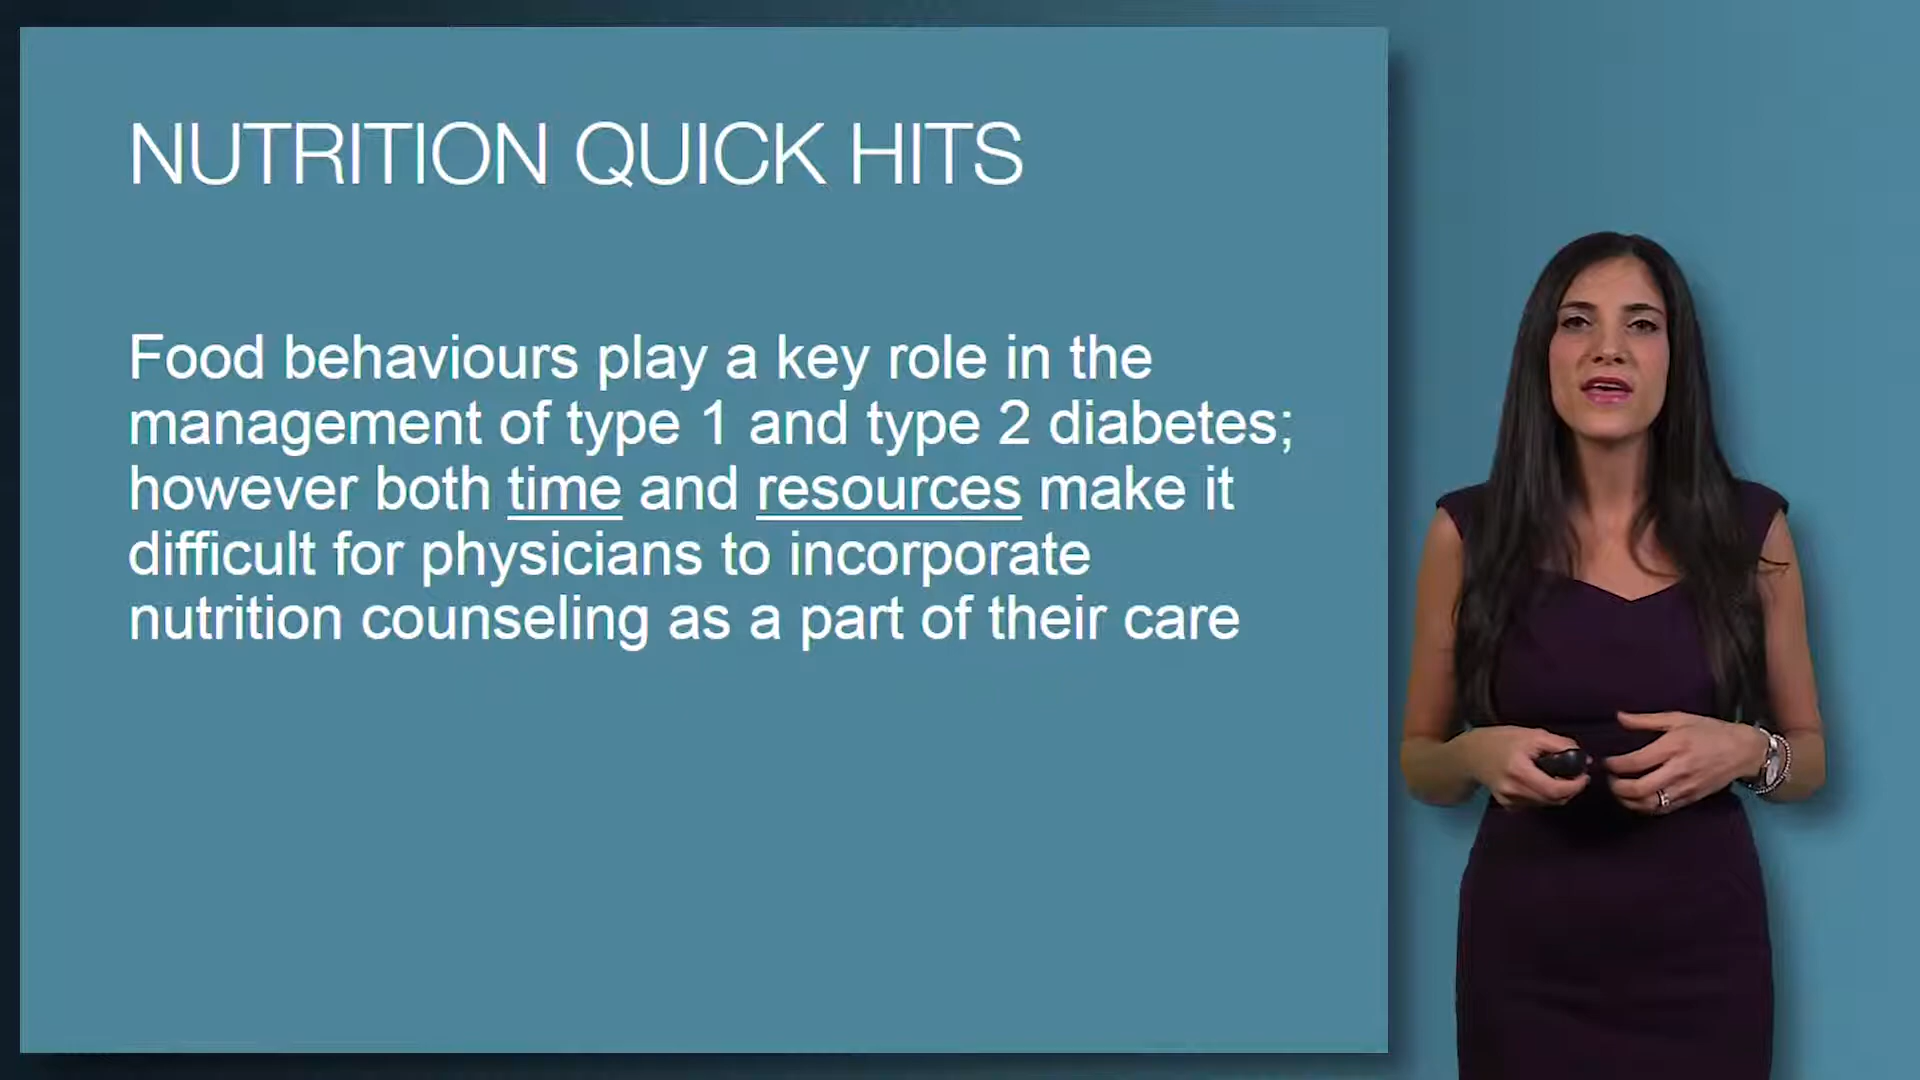 NUTRITION QUICK HITS
Food behaviours play a key role in the
management of type 1 and type 2 diabetes;
however both time and resources make it
difficult for physicians to incorporate
nutrition counseling as a part of their care